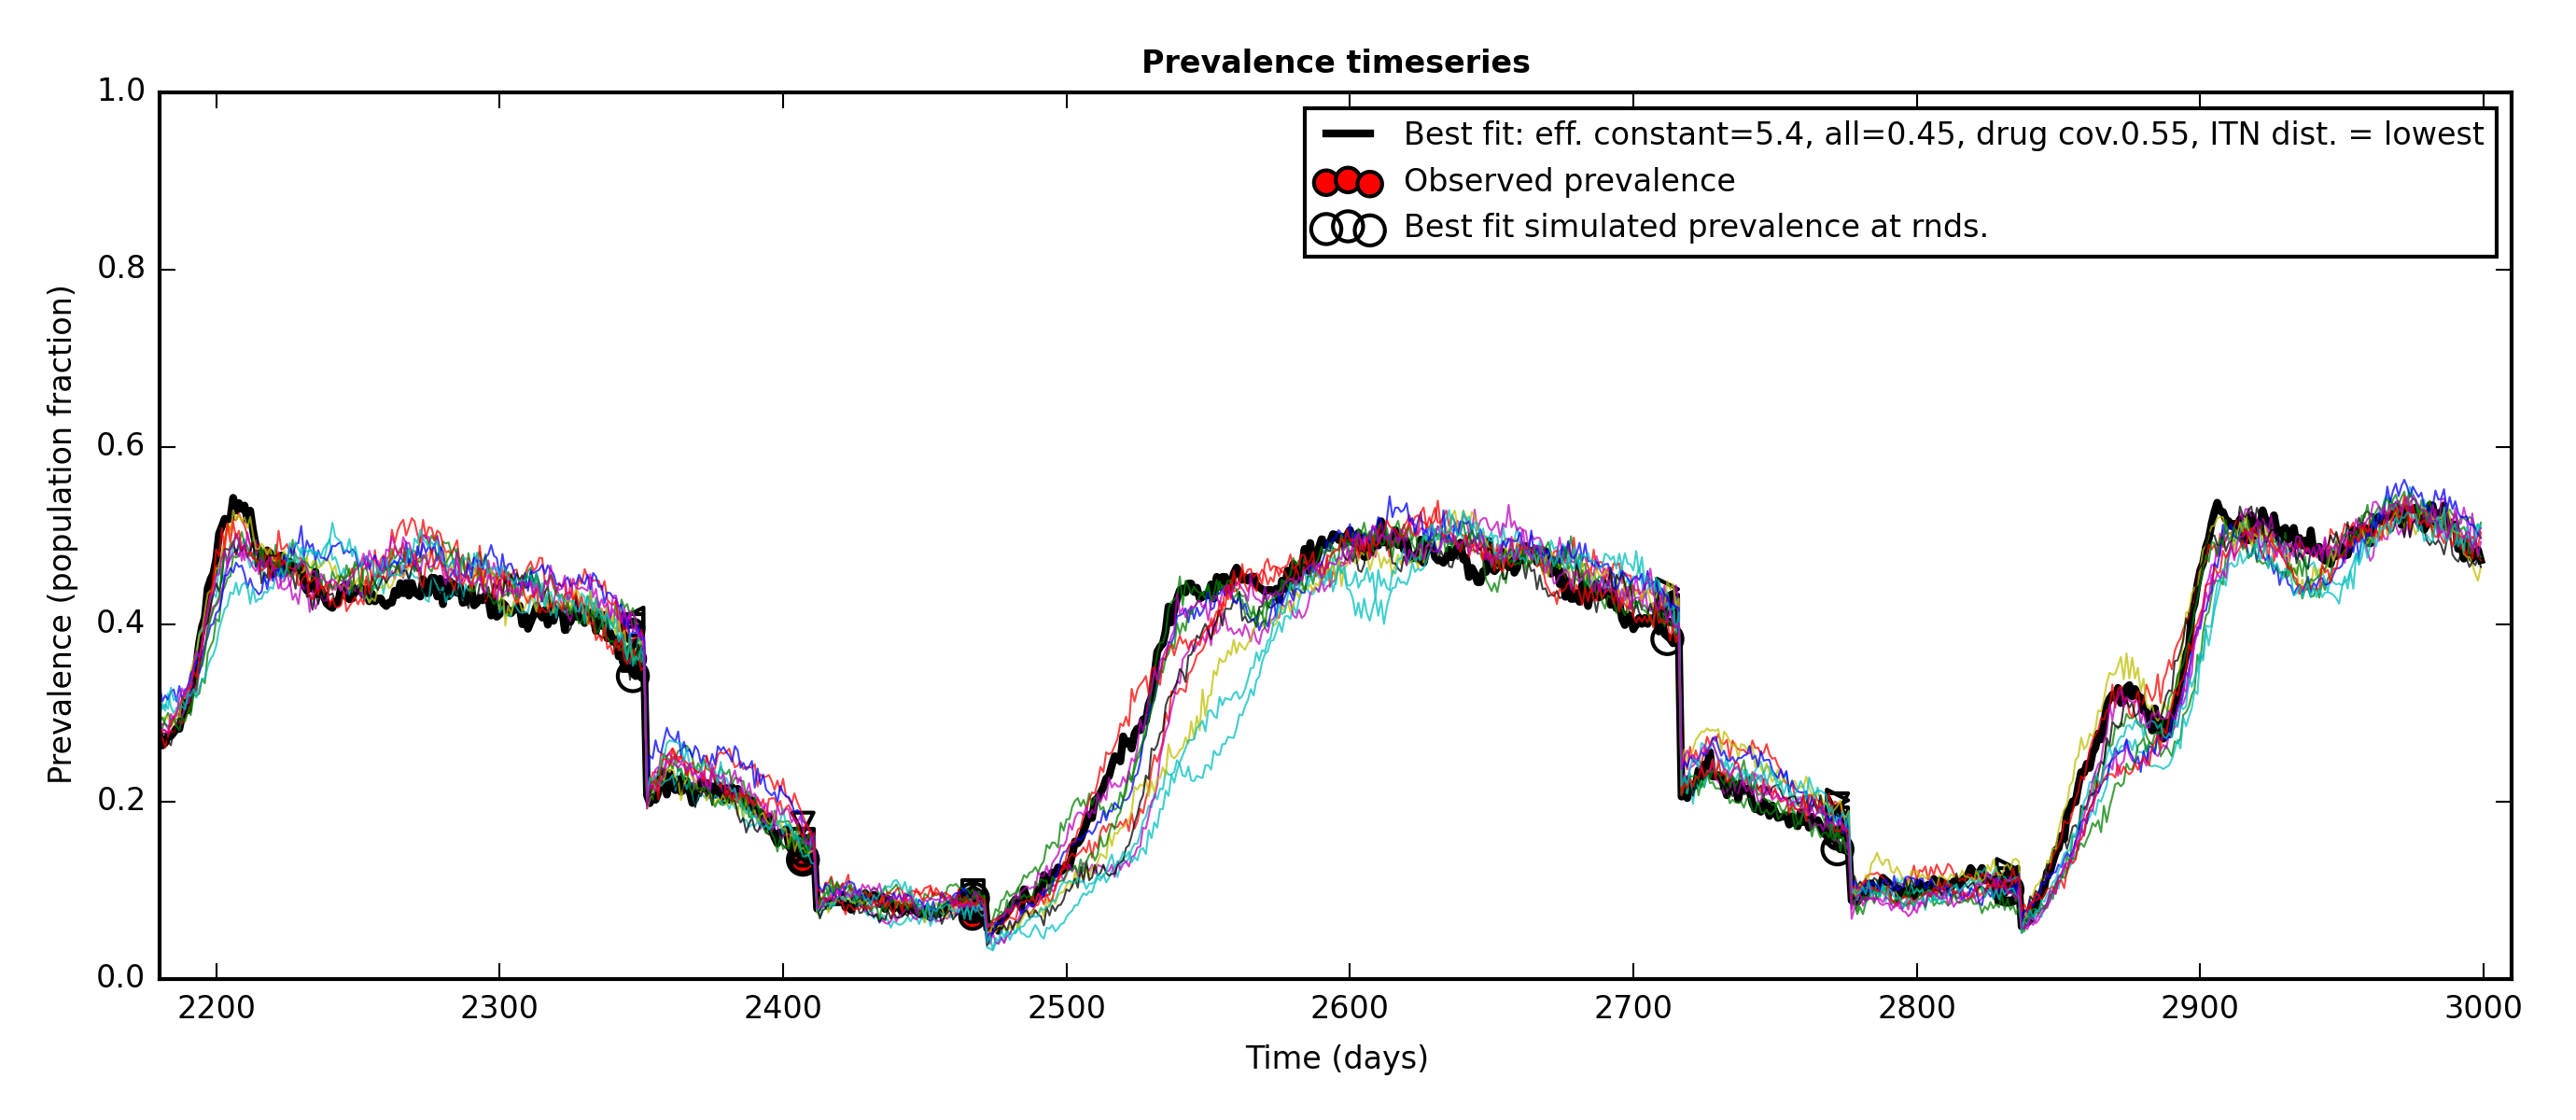 Prevalence timeseries
Best fit: eff. constant=5.4, all=0.45, drug cov.0.55, ITN dist. = lowest
Observed prevalence
Best fit simulated prevalence at rnds.
Prevalence (population fraction)
1.0
0.8
0.6
0.4
0.2
0.0
2200 2300 2400 2500 2600 2700 2800 2900 3000
Time (days)